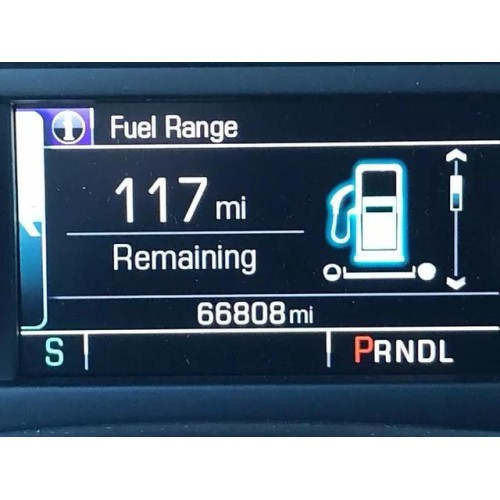 Fuel Range
117 mi
Remaining
66808 mi
S PRNDL